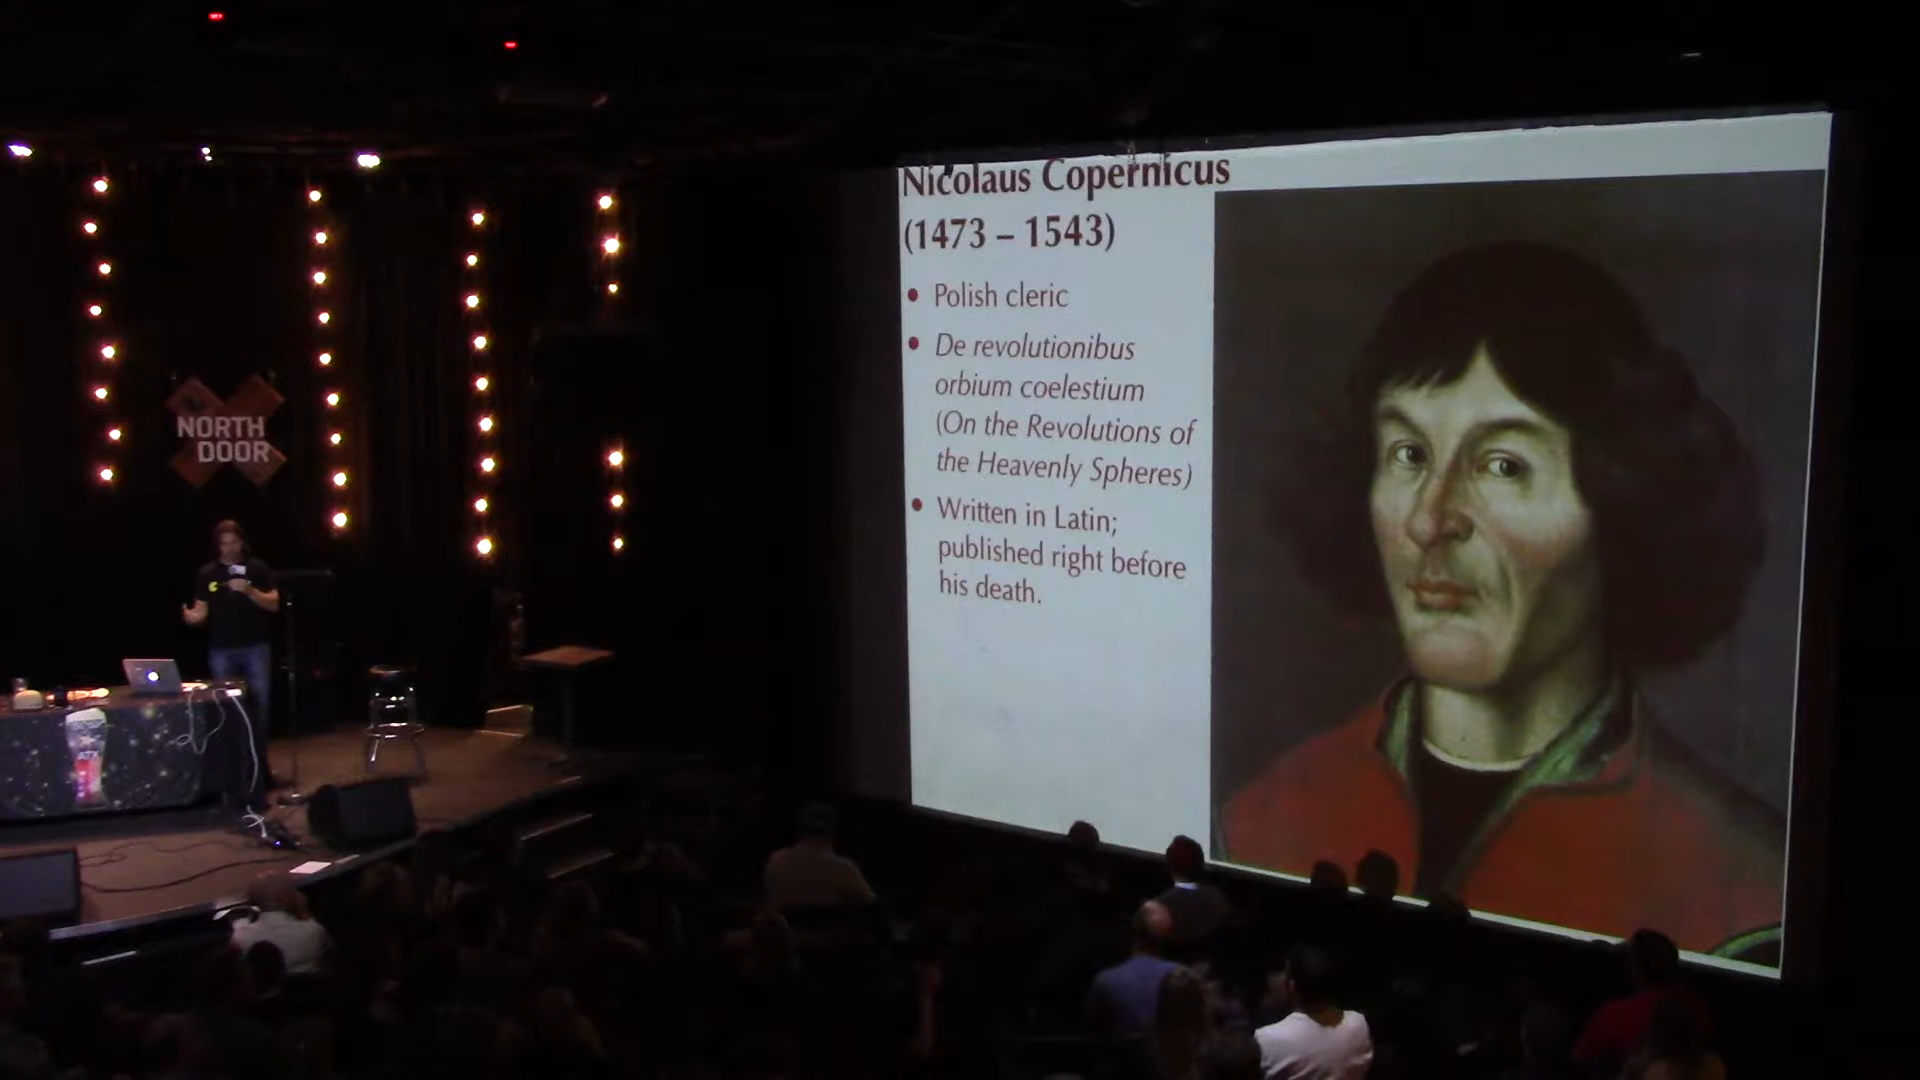 Nicolaus Copernicus
(1473 – 1543)
• Polish cleric
• De revolutionibus
orbium coelestium
(On the Revolutions of
the Heavenly Spheres)
• Written in Latin;
published right before
his death.
NORTH
DOOR